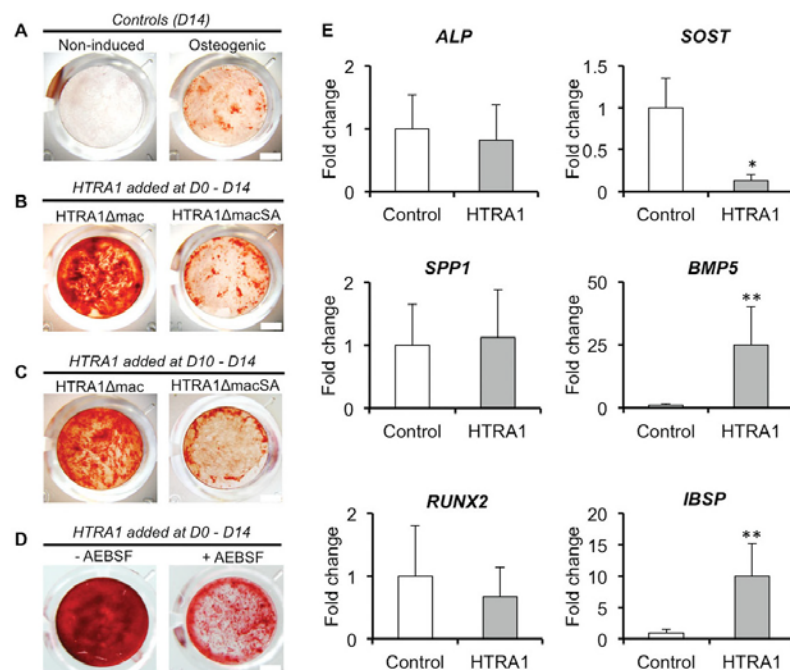 A
Controls (D14)
Non-induced Osteogenic
B
HTRA1 added at D0 - D14
HTRA1Δmac HTRA1ΔmacSA
C
HTRA1 added at D10 - D14
HTRA1Δmac HTRA1ΔmacSA
D
HTRA1 added at D0 - D14
- AEBSF + AEBSF
E
ALP
Fold change
2
1
0
Control HTRA1
SOST
Fold change
1.5
1
0.5
0
*
Control HTRA1
SPP1
Fold change
2
1
0
Control HTRA1
BMP5
Fold change
50
25
0
**
Control HTRA1
RUNX2
Fold change
2
1
0
Control HTRA1
IBSP
Fold change
20
15
10
5
0
**
Control HTRA1